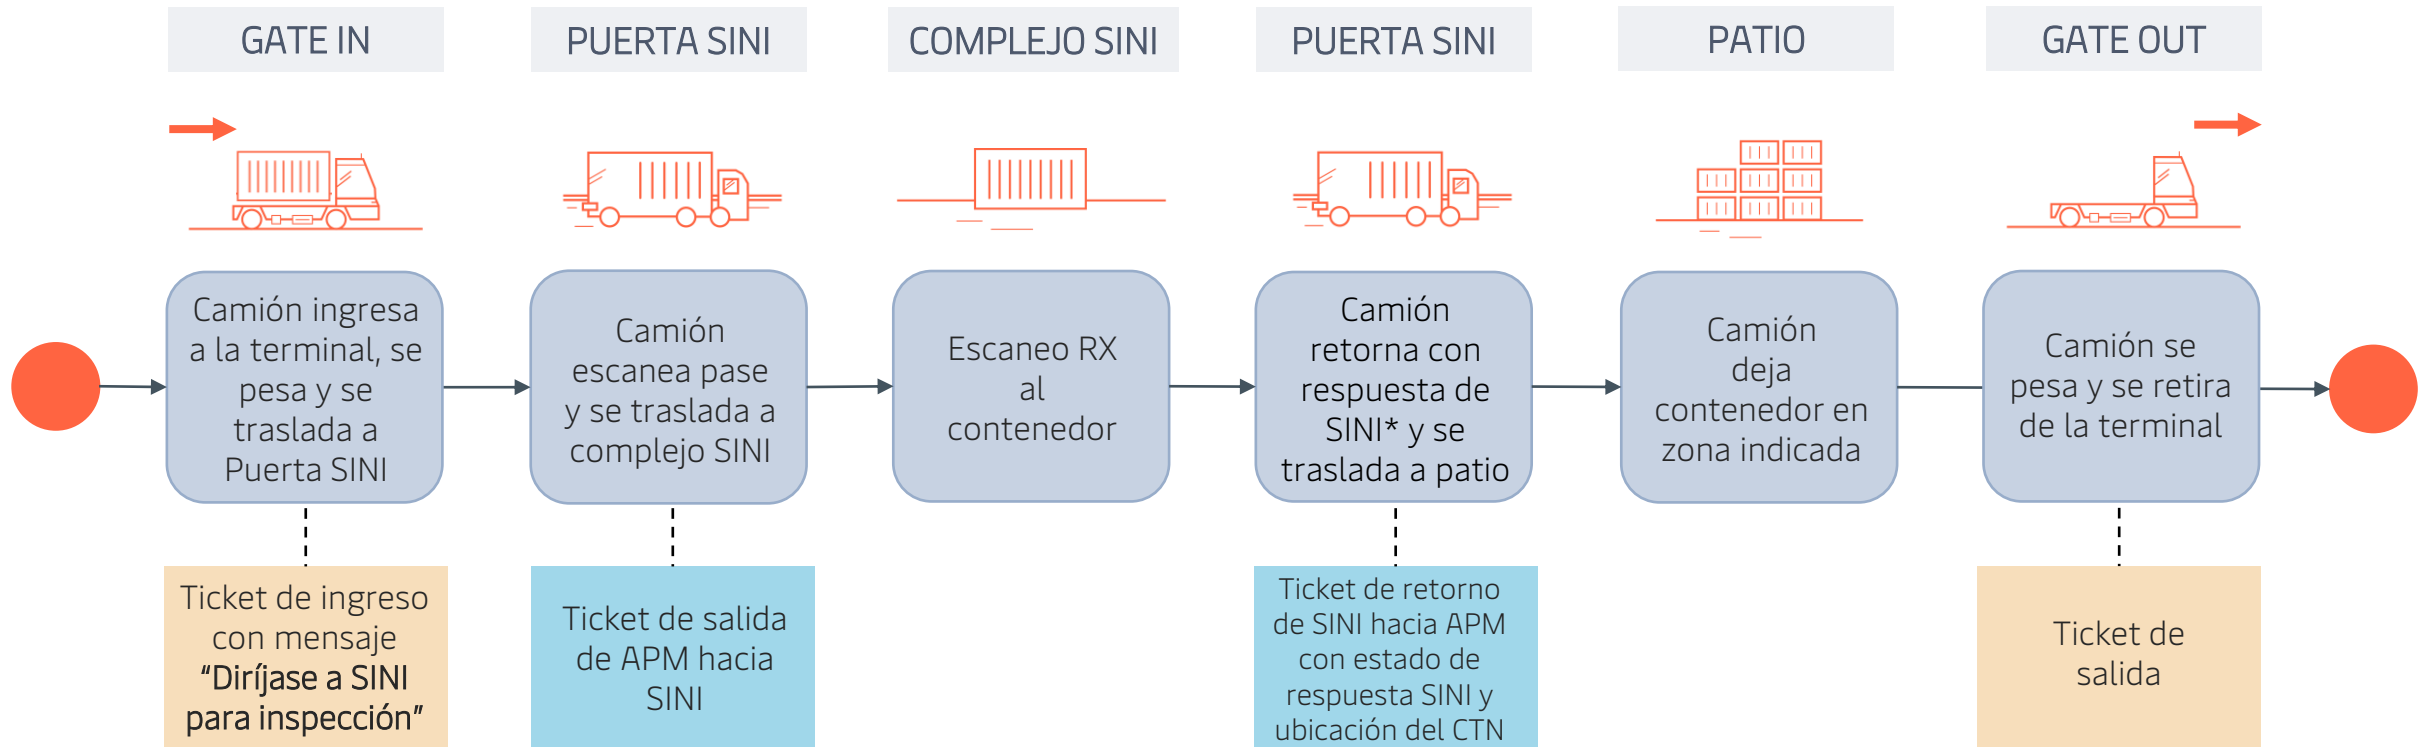 GATE IN
PUERTA SINI
COMPLEJO SINI
PUERTA SINI
PATIO
GATE OUT
Camión ingresa
a la terminal, se
pesa y se
traslada a
Puerta SINI
Camión
escanea pase
y se traslada a
complejo SINI
Escaneo RX
al
contenedor
Camión
retorna con
respuesta de
SINI* y se
traslada a patio
Camión
deja
contenedor en
zona indicada
Camión se
pesa y se retira
de la terminal
Ticket de ingreso
con mensaje
“Diríjase a SINI
para inspección”
Ticket de salida
de APM hacia
SINI
Ticket de retorno
de SINI hacia APM
con estado de
respuesta SINI y
ubicación del CTN
Ticket de
salida